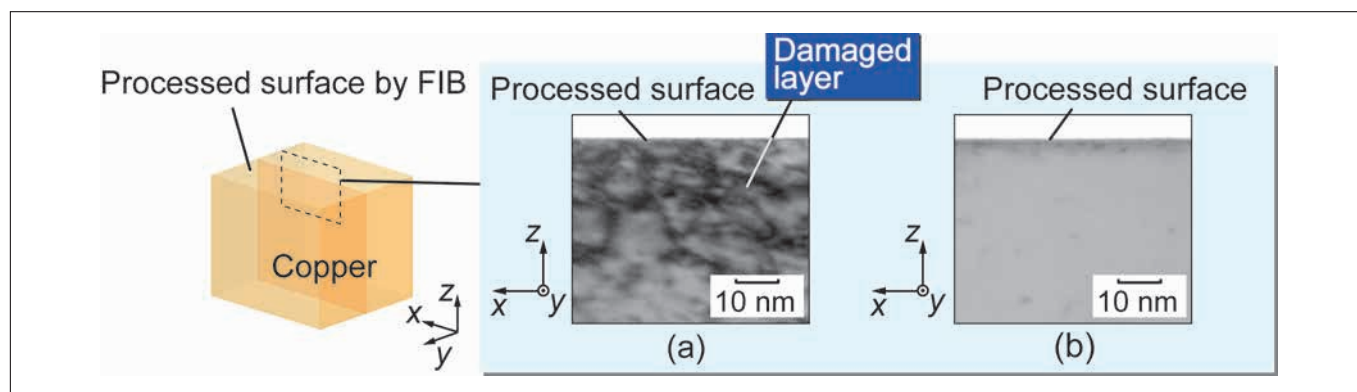 Processed surface by FIB
Copper
z
x
y
Processed surface
Damaged
layer
z
x
y
10 nm
(a)
Processed surface
z
x
y
10 nm
(b)